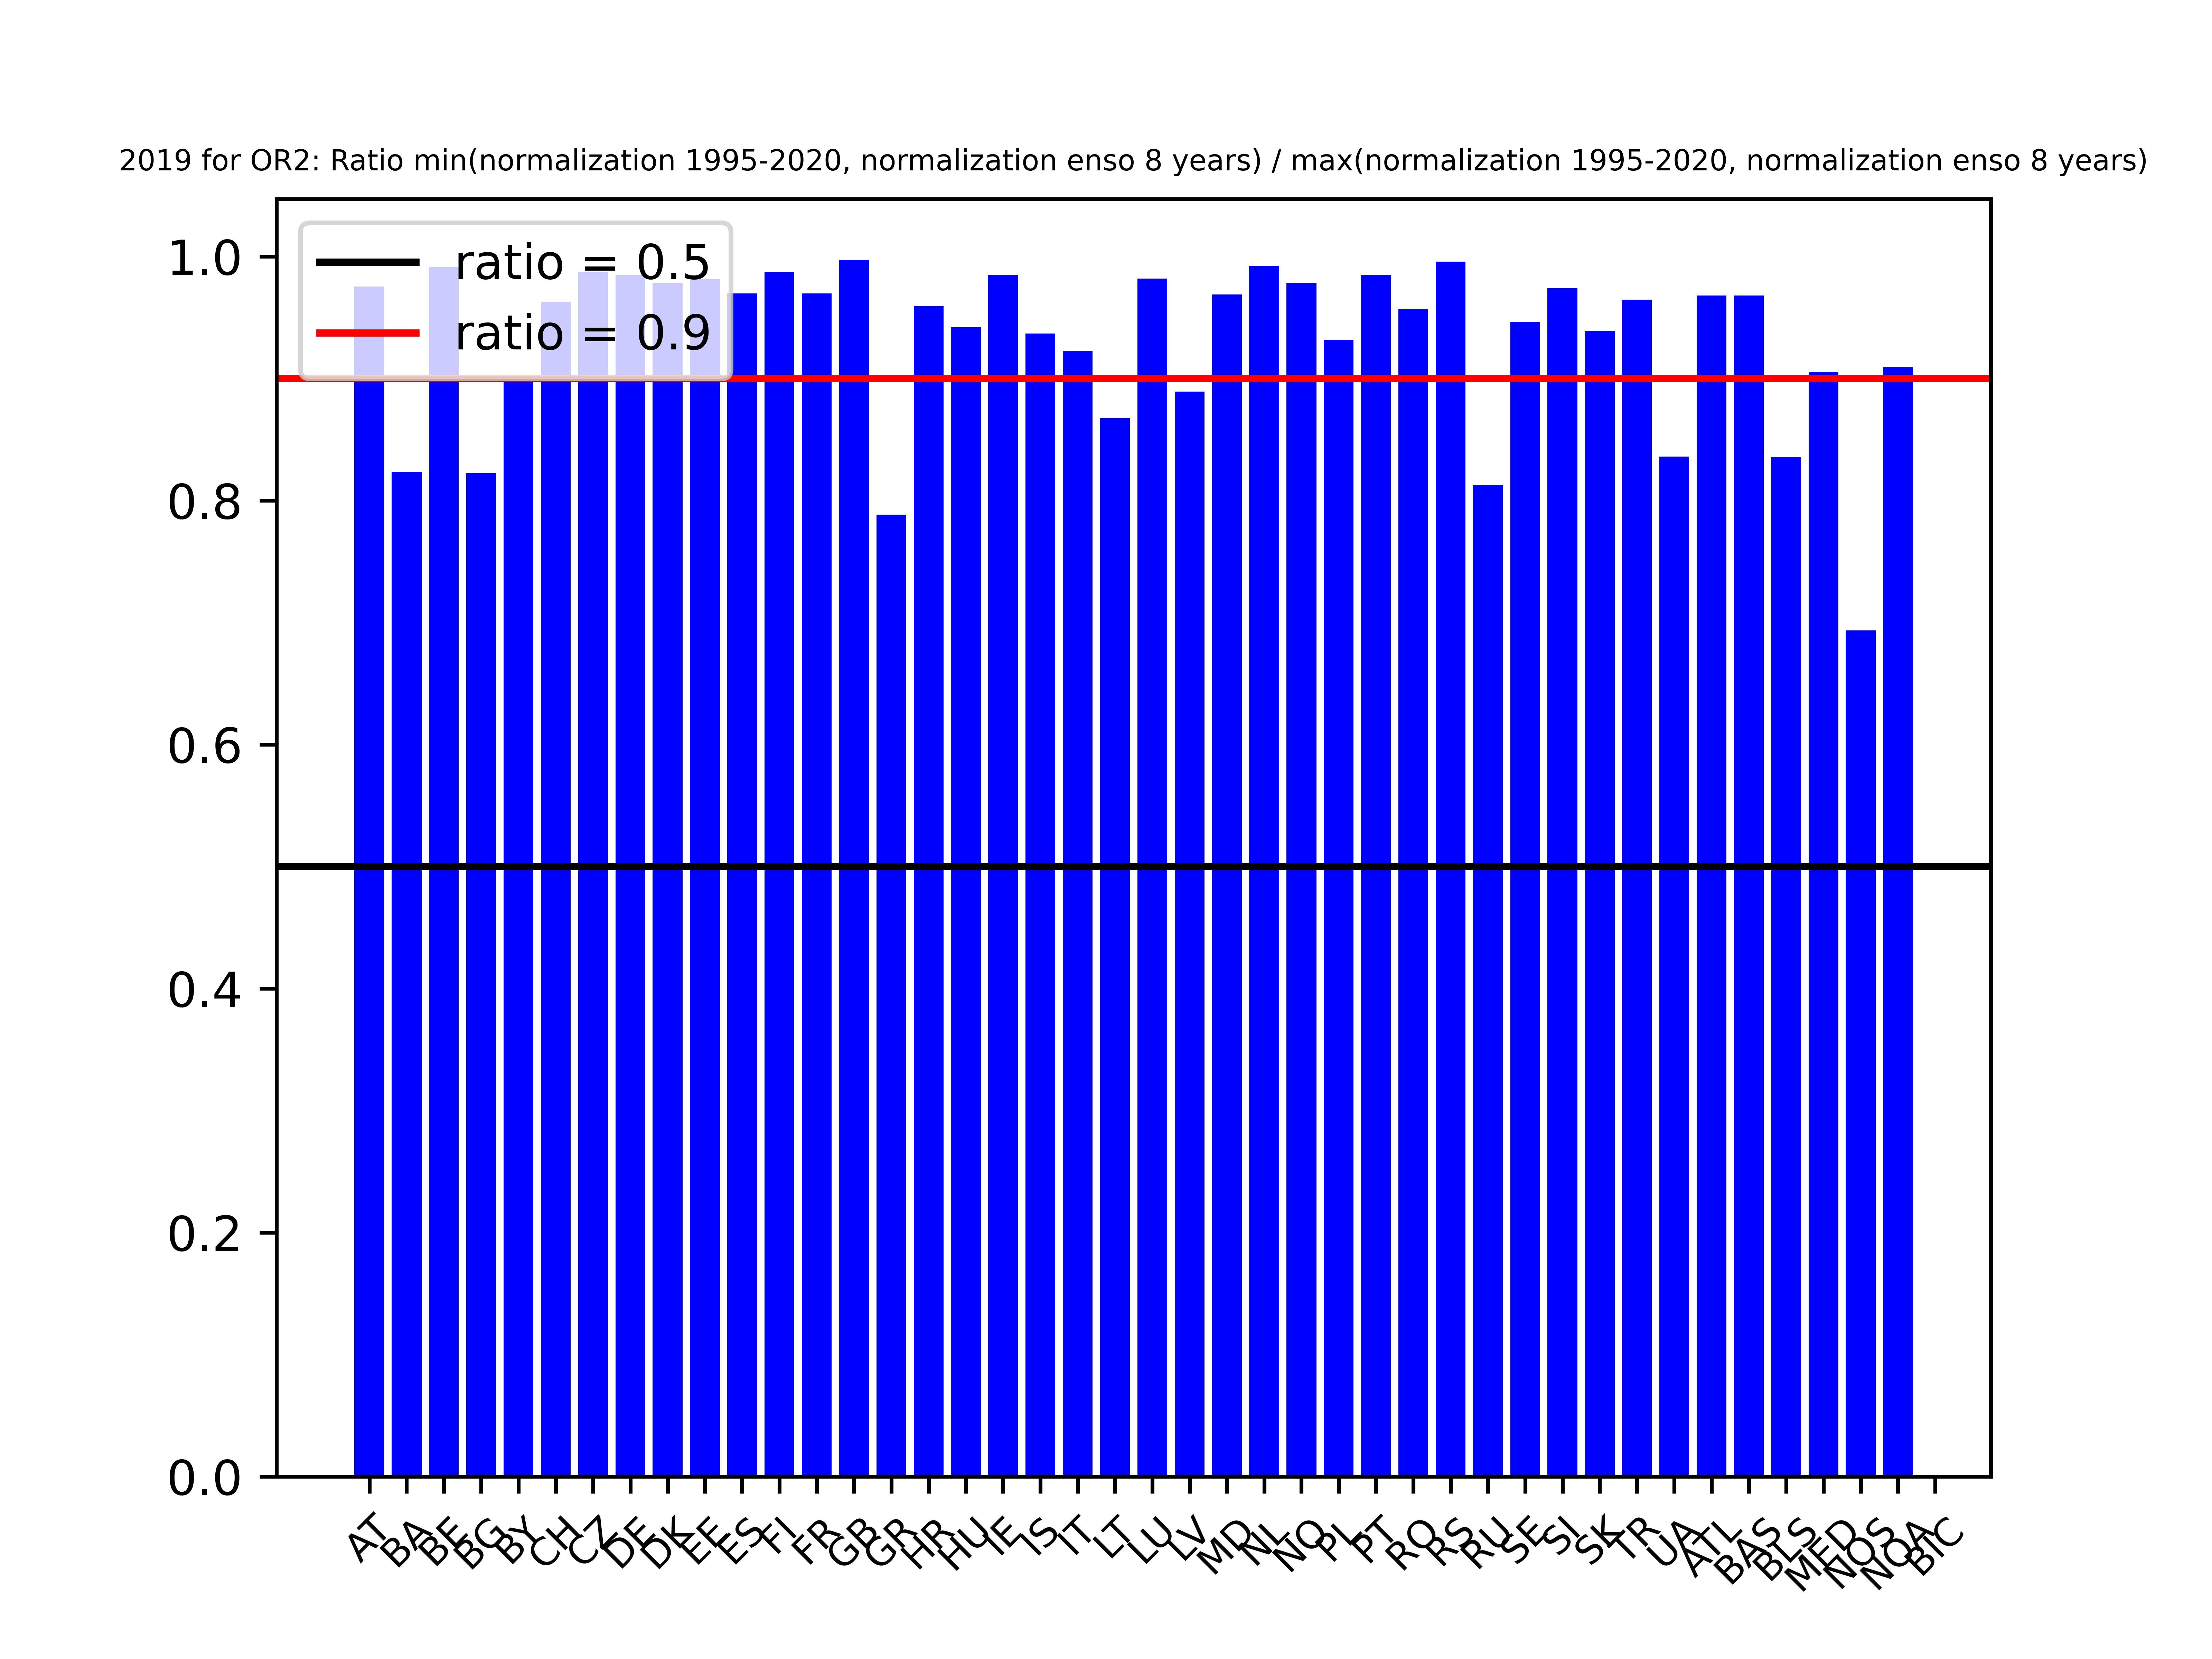 2019 for OR2: Ratio min(normalization 1995-2020, normalization enso 8 years) / max(normalization 1995-2020, normalization enso 8 years)
ratio = 0.5
ratio = 0.9
1.0
0.8
0.6
0.4
0.2
0.0
AT
BA
BE
BG
BY
CH
CZ
DE
DK
EE
ES
FI
FR
GB
GR
HR
HU
IE
IS
IT
LT
LU
LV
MD
NL
NO
PL
PT
RO
RS
RU
SE
SI
SK
TR
UA
ATL
BAS
BLS
MED
NOS
NOA
BIC